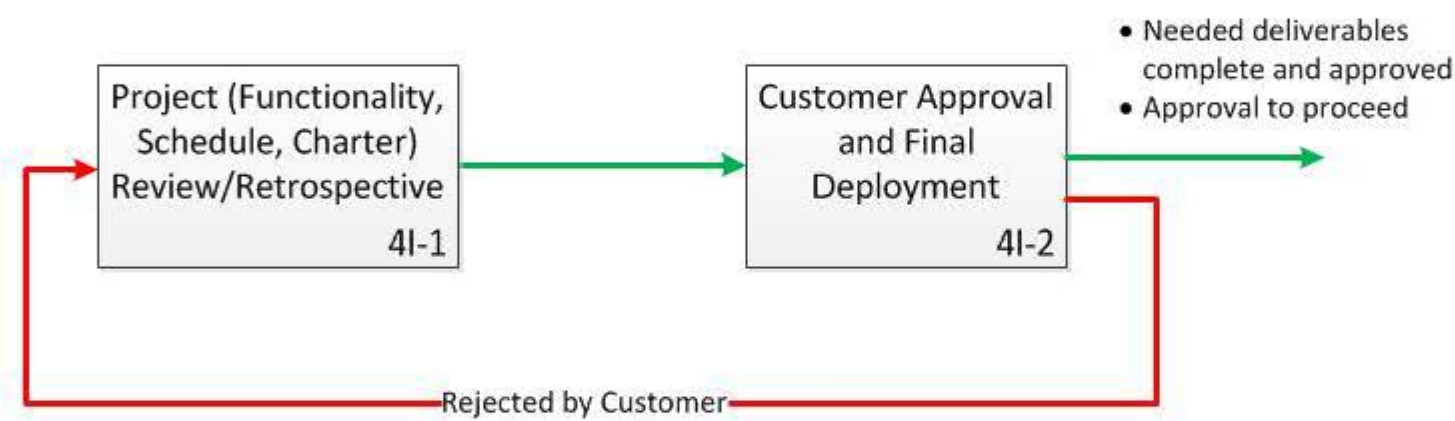 Project (Functionality,
Schedule, Charter)
Review/Retrospective
4I-1
Customer Approval
and Final
Deployment
4I-2
• Needed deliverables
complete and approved
• Approval to proceed
Rejected by Customer